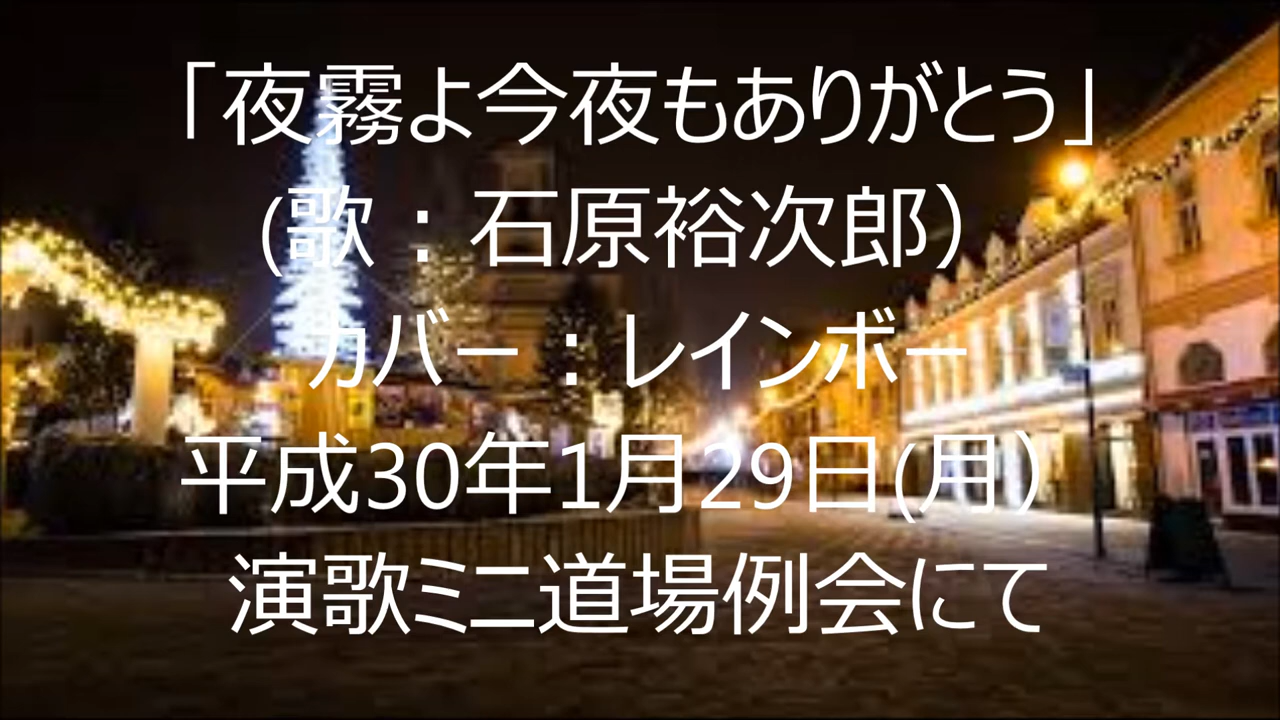 「夜霧よ今夜もありがとう」
(歌：石原裕次郎）
カバー：レインボー
平成30年1月29日(月）
演歌ミニ道場例会にて